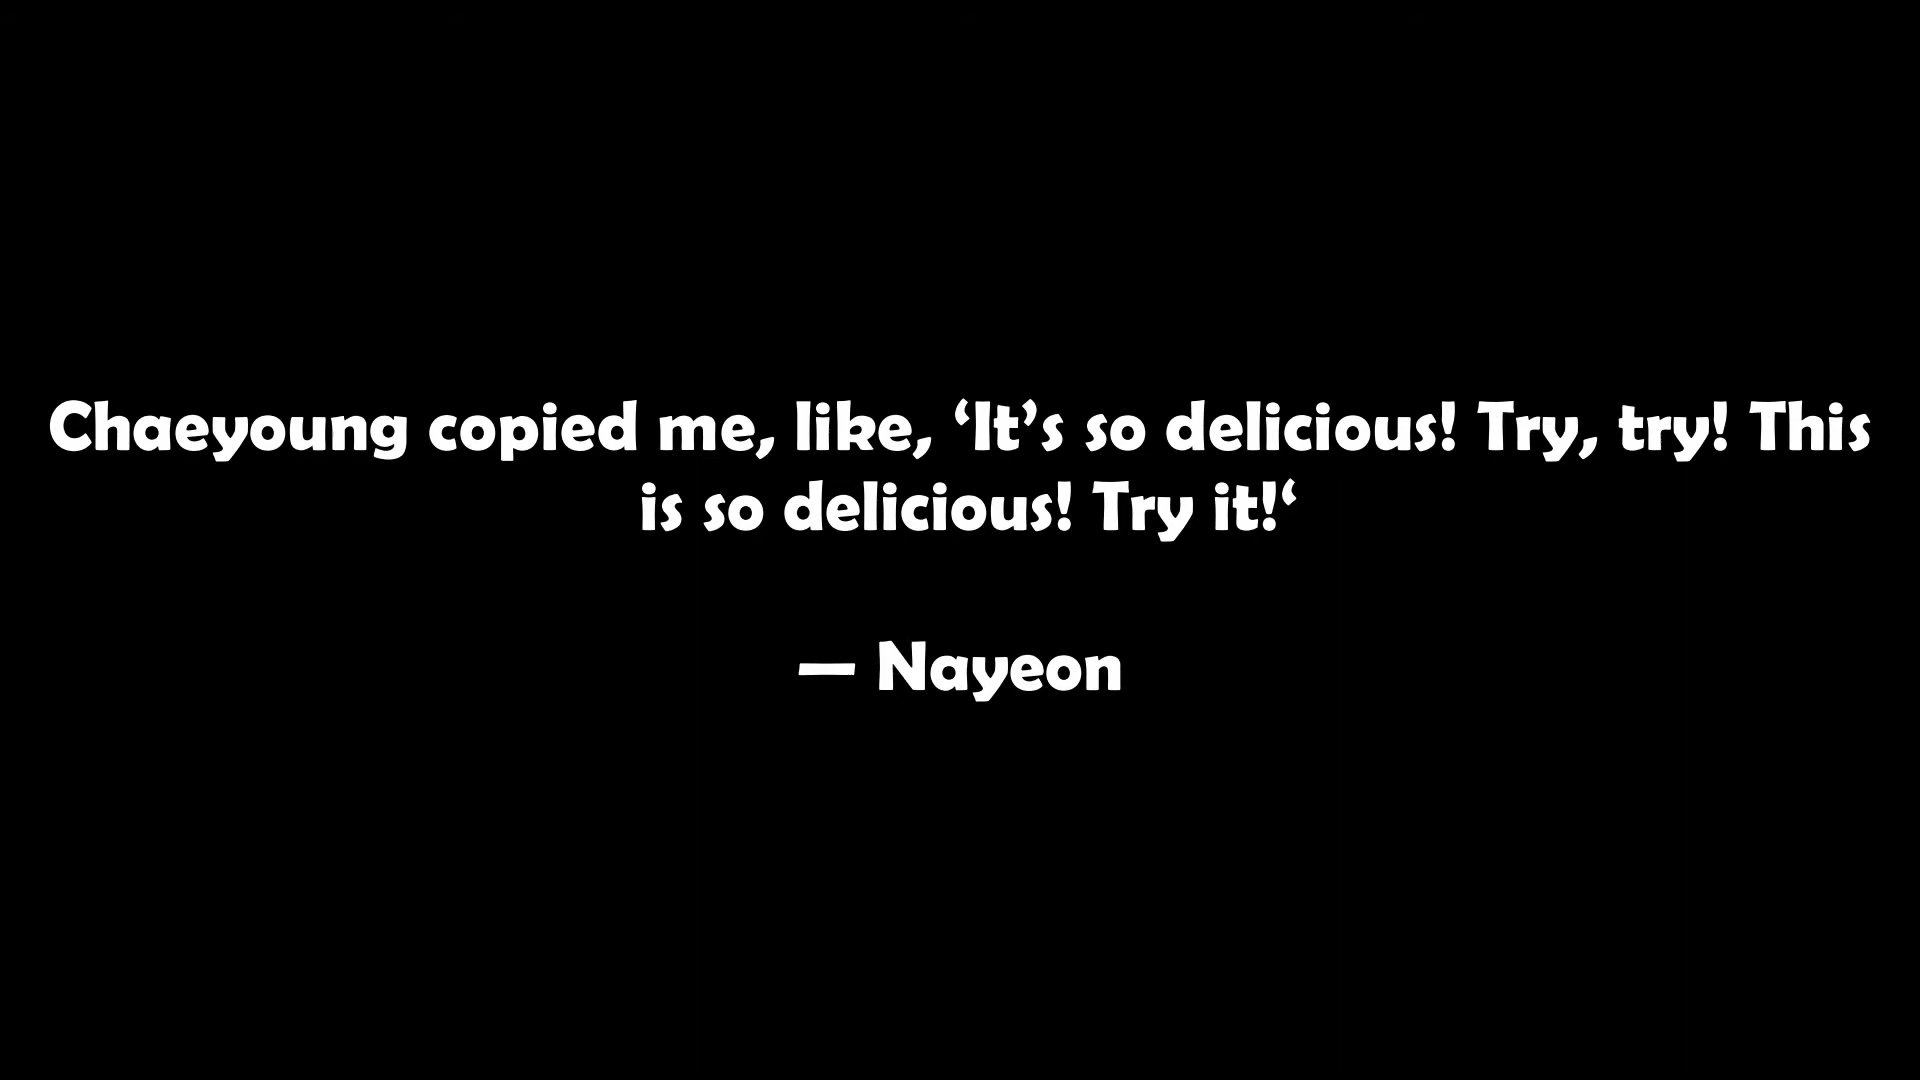 Chaeyoung copied me, like, ‘It’s so delicious! Try, try! This
is so delicious! Try it!‘
— Nayeon